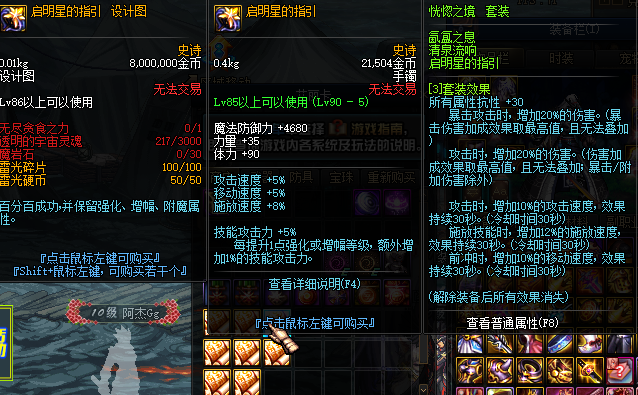 启明星的指引 设计图
史诗
0.01kg 8,000,000金币
设计图
无法交易
Lv86以上可以使用
无尽贪食之力 0/1
透明的宇宙灵魂 217/3000
魔岩石 0/30
雷光碎片 100/100
雷光硬币 50/50
百分百成功,并保留强化、增幅、附魔属
性。
『点击鼠标左键可购买』
『Shift+鼠标左键, 可购买若干个』
10级 阿杰Gg
启明星的指引
史诗
0.4kg 21,504金币
手镯
无法交易
Lv85以上可以使用 (Lv90 - 5)
魔法防御力 +4680
力量 +35
体力 +90
攻击速度 +5%
移动速度 +5%
施放速度 +8%
技能攻击力 +5%
每提升1点强化或增幅等级, 额外增
加1%的技能攻击力。
查看详细说明(F4)
『点击鼠标左键可购买』
恍惚之境 套装
氤氲之息
清泉流响
启明星的指引
[3]套装效果
所有属性抗性 +30
暴击攻击时, 增加20%的伤害。(暴
击伤害加成效果取最高值, 且无法叠加
)
攻击时, 增加20%的伤害。(伤害增
加效果取最高值, 且无法叠加; 暴击/附
加伤害除外)
攻击时, 增加10%的攻击速度, 效果
持续30秒。(冷却时间30秒)
施放技能时, 增加12%的施放速度,
效果持续30秒。(冷却时间30秒)
前冲时, 增加10%的移动速度, 效果
持续30秒。(冷却时间30秒)
(解除装备后所有效果消失)
查看普通属性(F8)